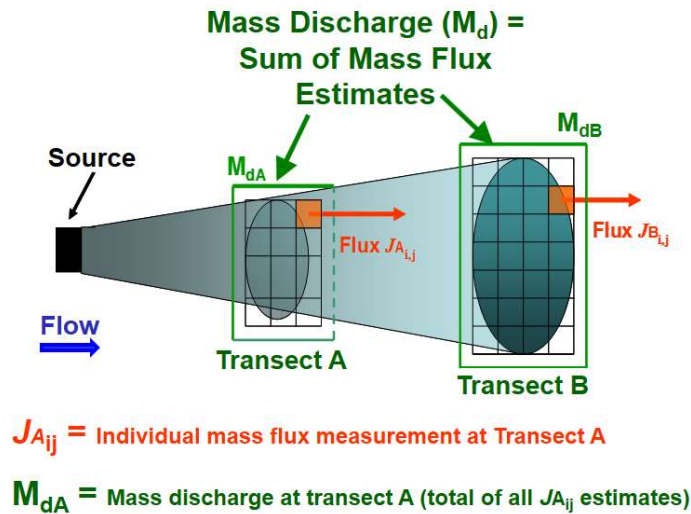 Mass Discharge (Md) =
Sum of Mass Flux
Estimates
MdB
Source
MdA
Flux JAi,j
Flux JBi,j
Flow
Transect A
Transect B
JAij = Individual mass flux measurement at Transect A
MdA = Mass discharge at transect A (total of all JAij estimates)